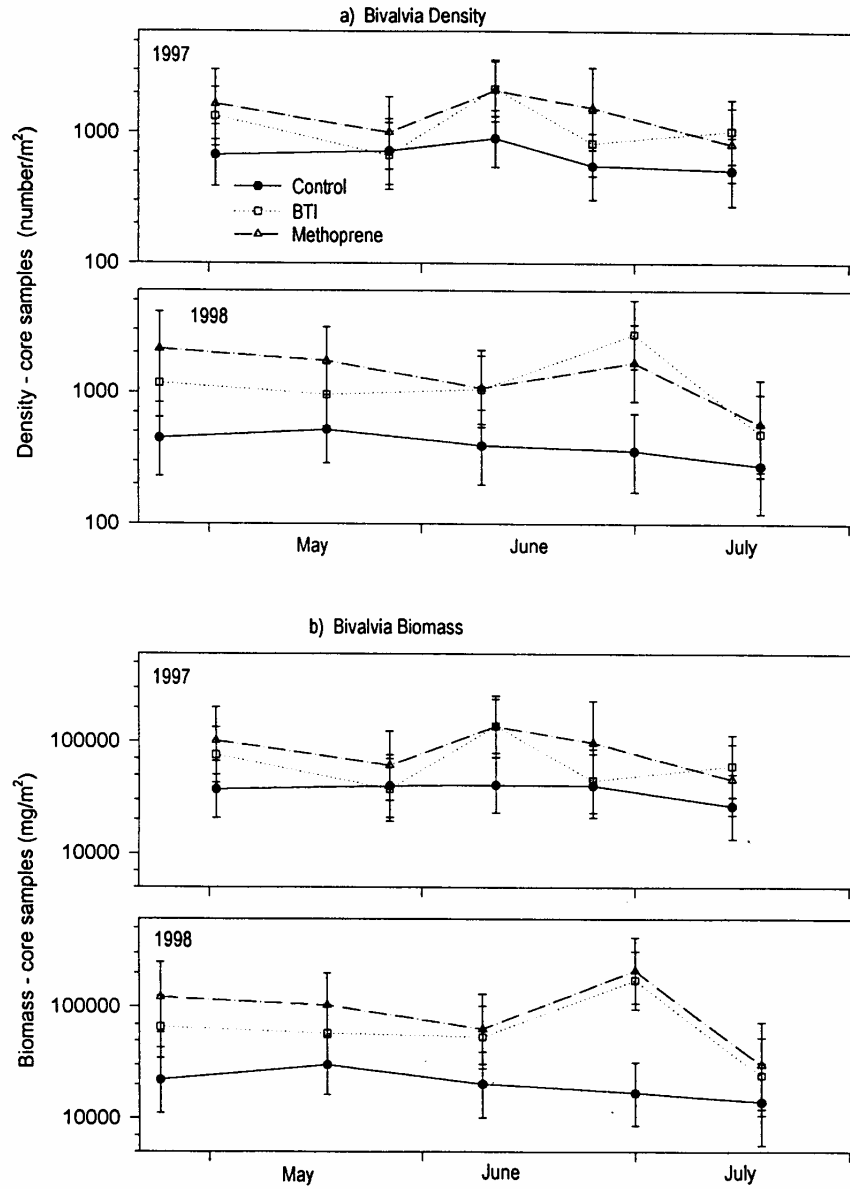 a) Bivalvia Density
1997
1000
Control
BTI
Methoprene
100
Density - core samples (number/m²)
1998
1000
100
May June July
b) Bivalvia Biomass
1997
100000
10000
Biomass - core samples (mg/m²)
1998
100000
10000
May June July